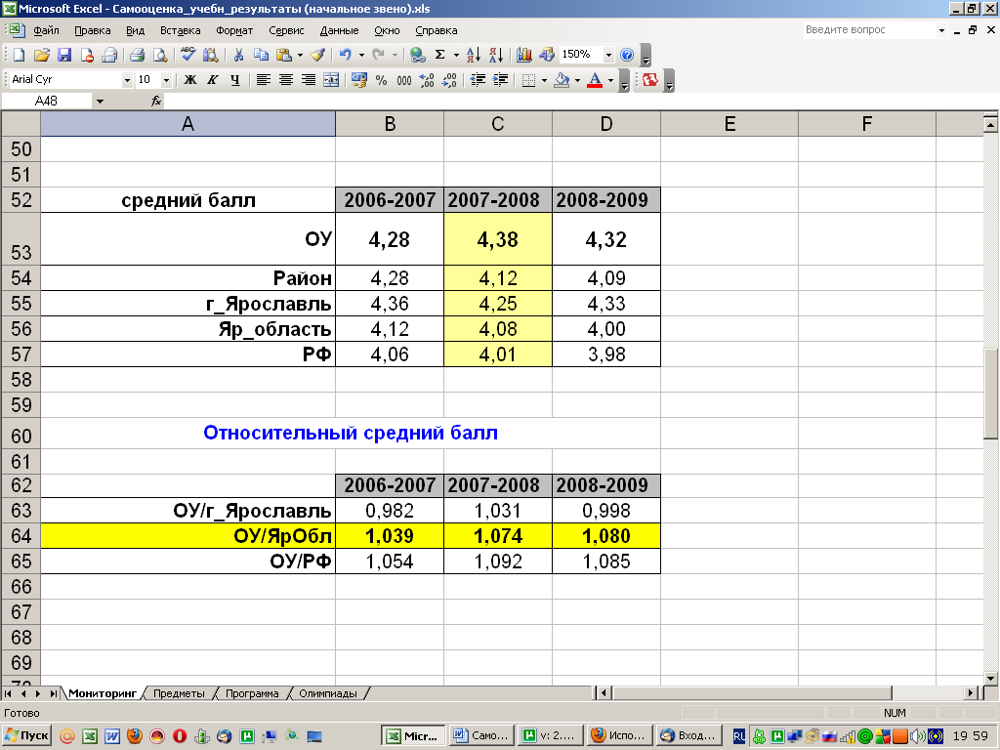 Microsoft Excel - Самооценка_учебн_результаты (начальное звено).xls
Файл Правка Вид Вставка Формат Сервис Данные Окно Справка Введите вопрос
150%
Arial Cyr 10 Ж К Ч % 000
A48 fx
A B C D E F
50
51
52 средний балл 2006-2007 2007-2008 2008-2009
53 ОУ 4,28 4,38 4,32
54 Район 4,28 4,12 4,09
55 г_Ярославль 4,36 4,25 4,33
56 Яр_область 4,12 4,08 4,00
57 РФ 4,06 4,01 3,98
58
59
60 Относительный средний балл
61
62 2006-2007 2007-2008 2008-2009
63 ОУ/г_Ярославль 0,982 1,031 0,998
64 ОУ/ЯрОбл 1,039 1,074 1,080
65 ОУ/РФ 1,054 1,092 1,085
66
67
68
69
70
Мониторинг Предметы Программа Олимпиады
Готово NUM
Пуск Micr... Само... v: 2.... Испо... Вход... RL 19 59